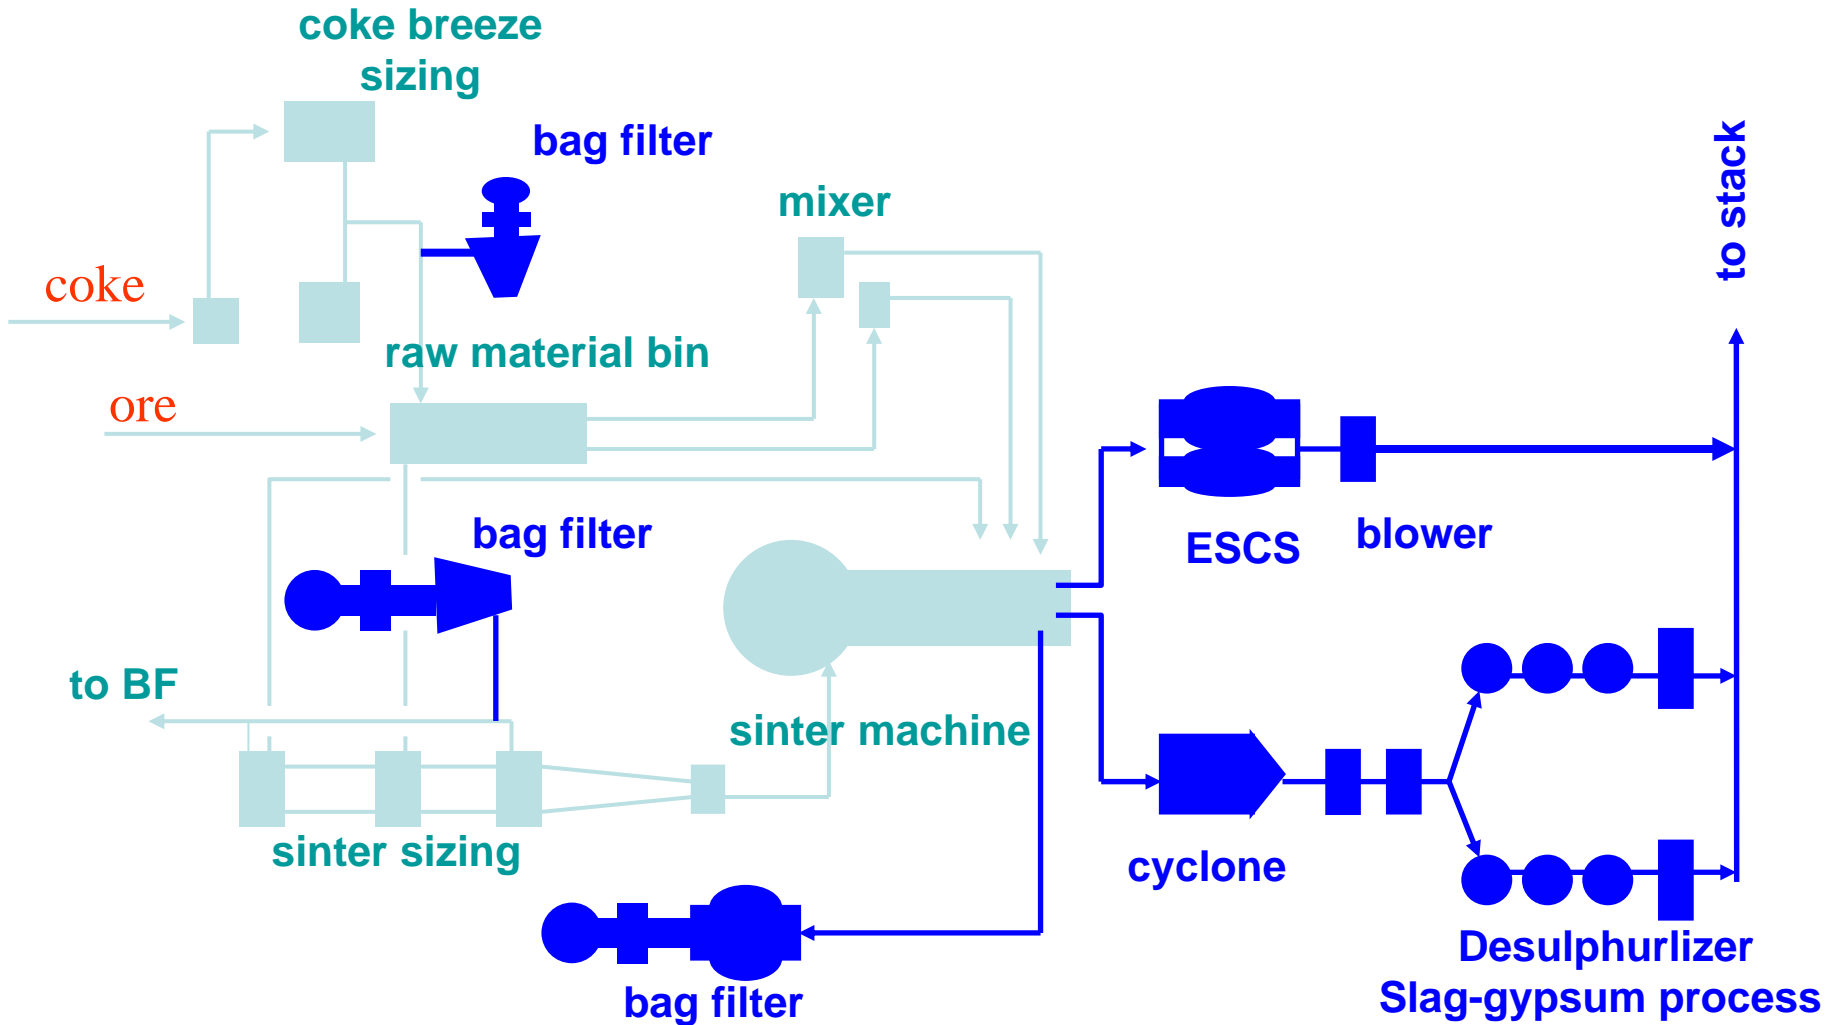 coke breeze
sizing
bag filter
to stack
mixer
coke
raw material bin
ore
bag filter
ESCS
blower
to BF
sinter machine
sinter sizing
cyclone
Desulphurlizer
Slag-gypsum process
bag filter